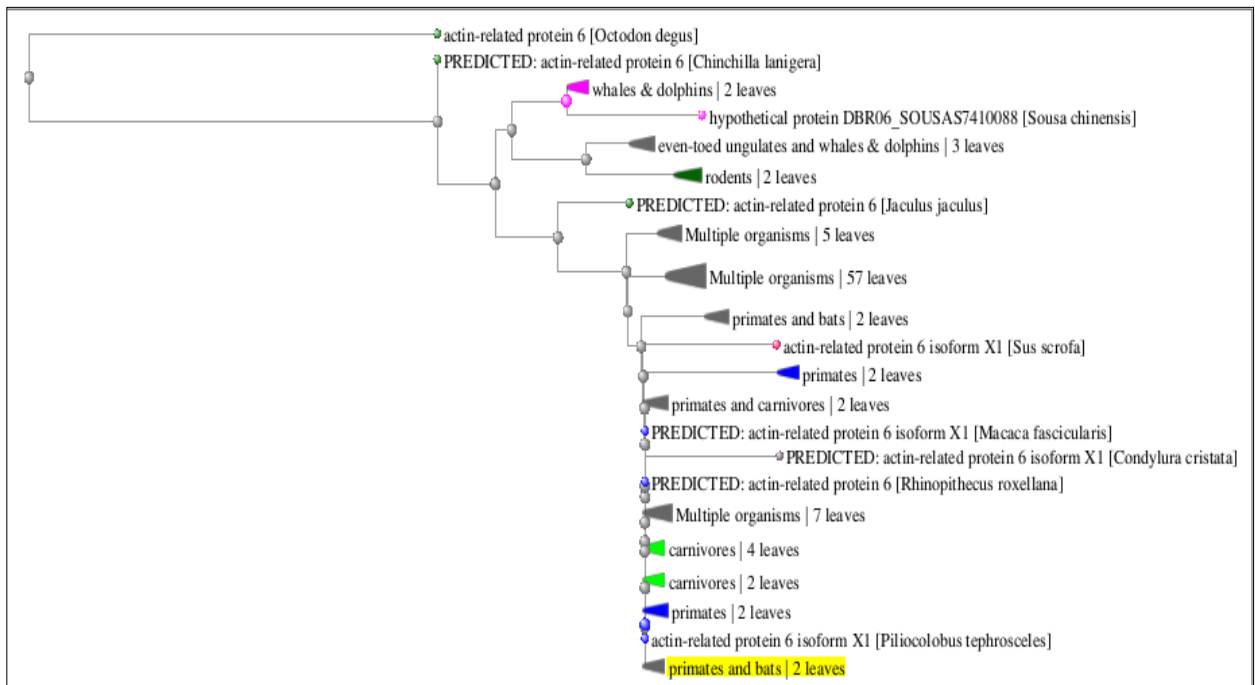 actin-related protein 6 [Octodon degus]
PREDICTED: actin-related protein 6 [Chinchilla lanigera]
whales & dolphins | 2 leaves
hypothetical protein DBR06_SOUSAS7410088 [Sousa chinensis]
even-toed ungulates and whales & dolphins | 3 leaves
rodents | 2 leaves
PREDICTED: actin-related protein 6 [Jaculus jaculus]
Multiple organisms | 5 leaves
Multiple organisms | 57 leaves
primates and bats | 2 leaves
actin-related protein 6 isoform X1 [Sus scrofa]
primates | 2 leaves
primates and carnivores | 2 leaves
PREDICTED: actin-related protein 6 isoform X1 [Macaca fascicularis]
PREDICTED: actin-related protein 6 isoform X1 [Condylura cristata]
PREDICTED: actin-related protein 6 [Rhinopithecus roxellana]
Multiple organisms | 7 leaves
carnivores | 4 leaves
carnivores | 2 leaves
primates | 2 leaves
actin-related protein 6 isoform X1 [Piliocolobus tephrosceles]
primates and bats | 2 leaves